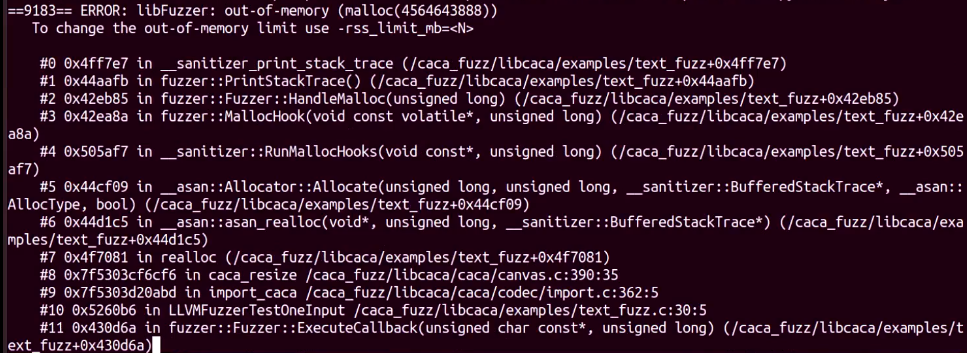 ==9183== ERROR: libFuzzer: out-of-memory (malloc(4564643888))
   To change the out-of-memory limit use -rss_limit_mb=<N>

    #0 0x4ff7e7 in __sanitizer_print_stack_trace (/caca_fuzz/libcaca/examples/text_fuzz+0x4ff7e7)
    #1 0x44aafb in fuzzer::PrintStackTrace() (/caca_fuzz/libcaca/examples/text_fuzz+0x44aafb)
    #2 0x42eb85 in fuzzer::Fuzzer::HandleMalloc(unsigned long) (/caca_fuzz/libcaca/examples/text_fuzz+0x42eb85)
    #3 0x42ea8a in fuzzer::MallocHook(void const volatile*, unsigned long) (/caca_fuzz/libcaca/examples/text_fuzz+0x42e
a8a)
    #4 0x505af7 in __sanitizer::RunMallocHooks(void const*, unsigned long) (/caca_fuzz/libcaca/examples/text_fuzz+0x505
af7)
    #5 0x44cf09 in __asan::Allocator::Allocate(unsigned long, unsigned long, __sanitizer::BufferedStackTrace*, __asan::
AllocType, bool) (/caca_fuzz/libcaca/examples/text_fuzz+0x44cf09)
    #6 0x44d1c5 in __asan::asan_realloc(void*, unsigned long, __sanitizer::BufferedStackTrace*) (/caca_fuzz/libcaca/exa
mples/text_fuzz+0x44d1c5)
    #7 0x4f7081 in realloc (/caca_fuzz/libcaca/examples/text_fuzz+0x4f7081)
    #8 0x7f5303cf6cf6 in caca_resize /caca_fuzz/libcaca/caca/canvas.c:390:35
    #9 0x7f5303d20abd in import_caca /caca_fuzz/libcaca/caca/codec/import.c:362:5
    #10 0x5260b6 in LLVMFuzzerTestOneInput /caca_fuzz/libcaca/examples/text_fuzz.c:30:5
    #11 0x430d6a in fuzzer::Fuzzer::ExecuteCallback(unsigned char const*, unsigned long) (/caca_fuzz/libcaca/examples/t
ext_fuzz+0x430d6a)